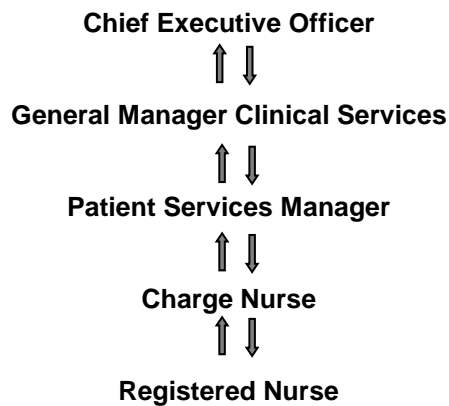 Chief Executive Officer
General Manager Clinical Services
Patient Services Manager
Charge Nurse
Registered Nurse